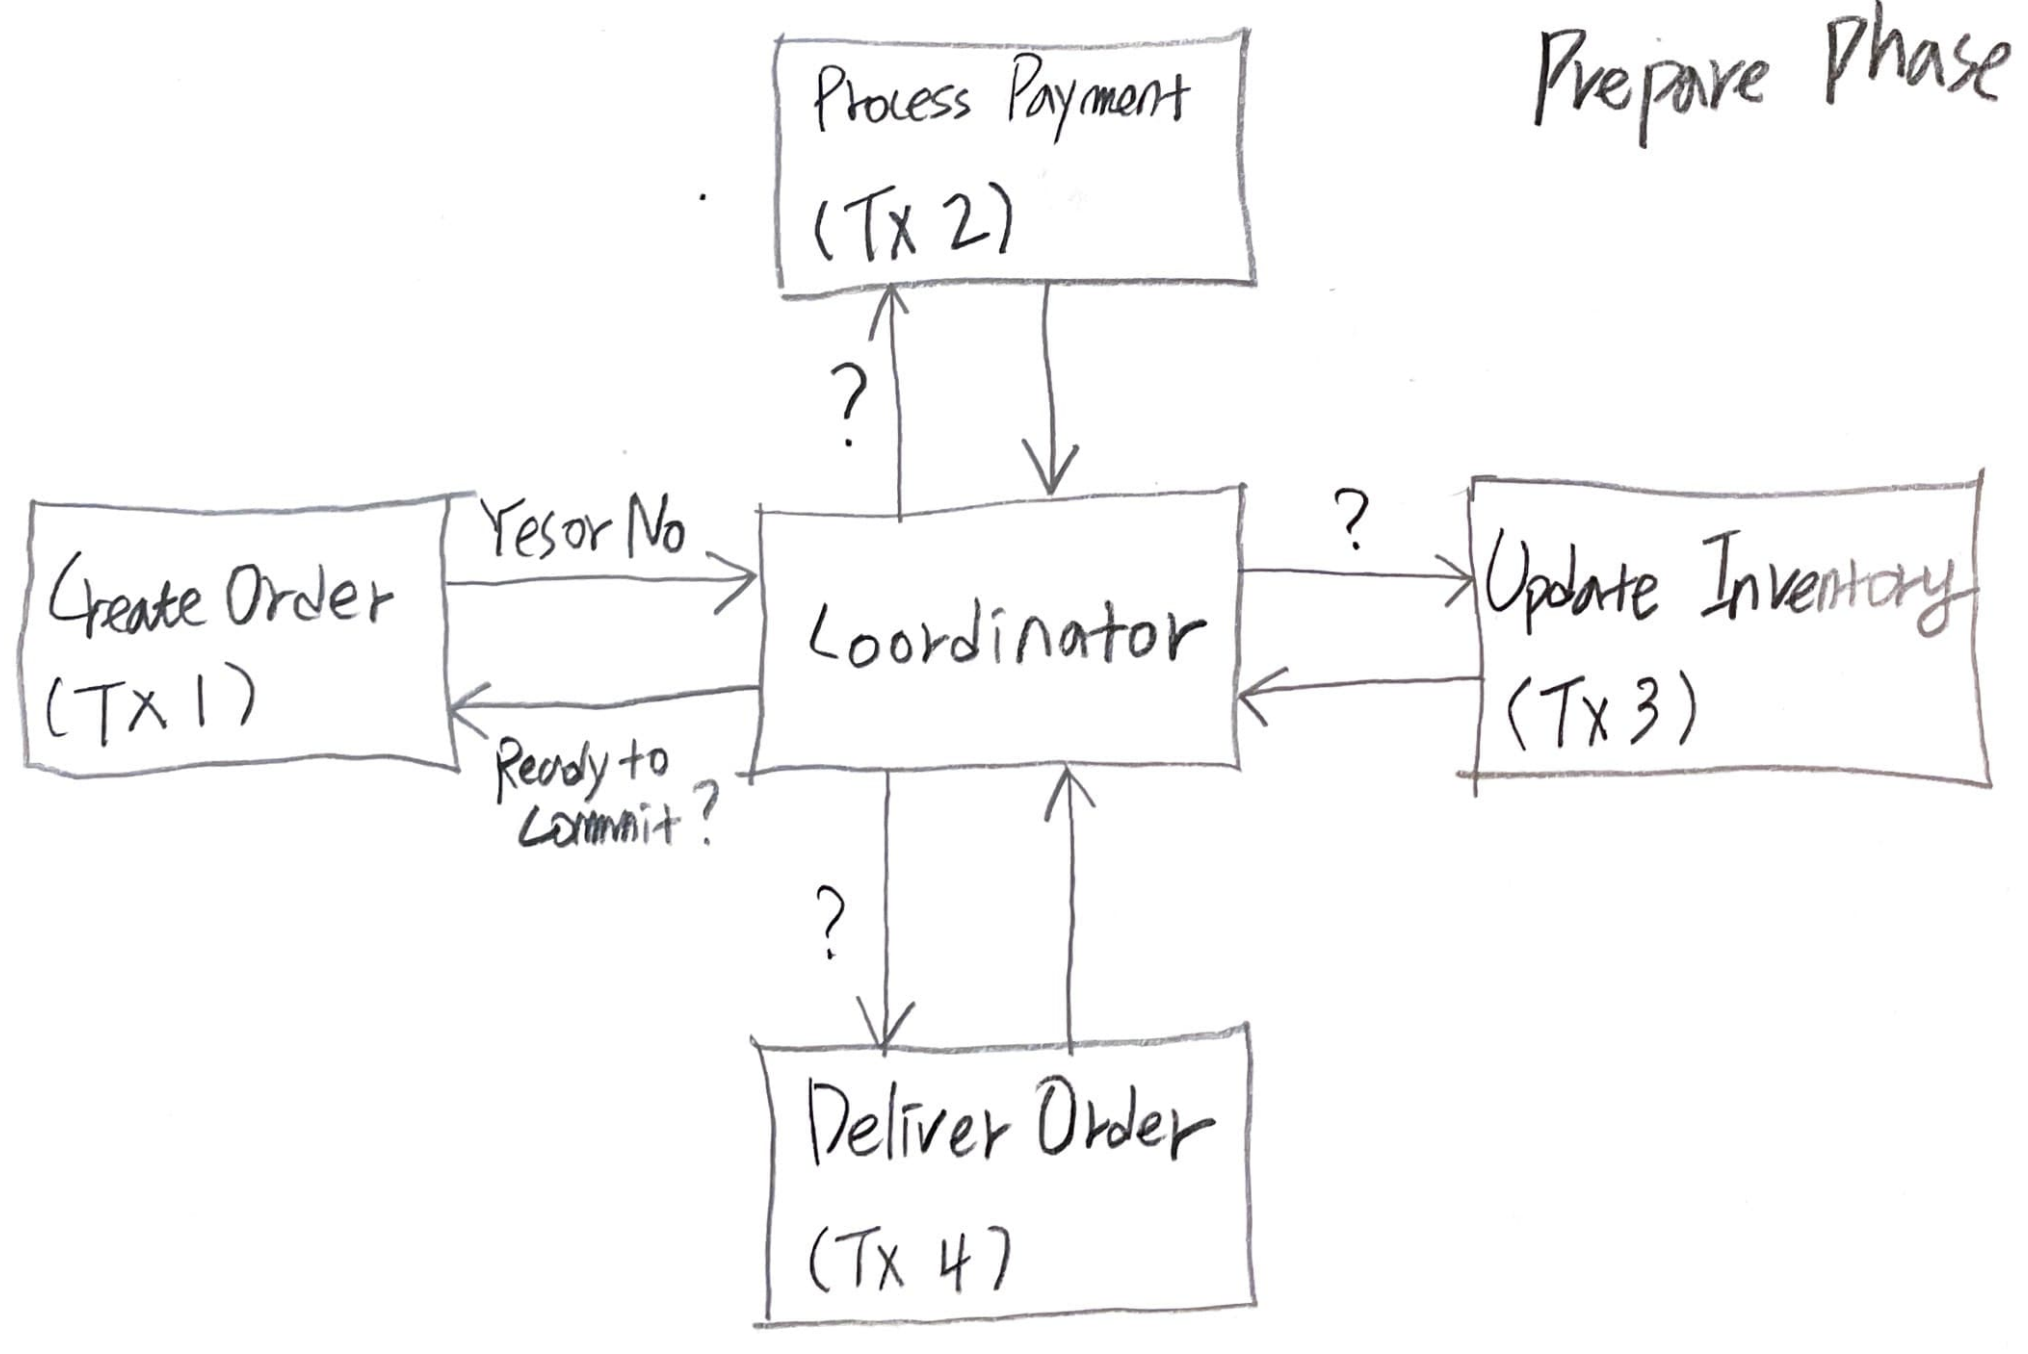 Prepare Phase
Process Payment
(Tx 2)
?
Yes or No
?
Create Order
(Tx 1)
Coordinator
Update Inventory
(Tx 3)
Ready to
commit?
?
Deliver Order
(Tx 4)